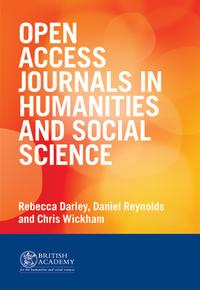 OPEN
ACCESS
JOURNALS IN
HUMANITIES
AND SOCIAL
SCIENCE
Rebecca Darley, Daniel Reynolds
and Chris Wickham
BRITISH
ACADEMY
for the humanities and social sciences